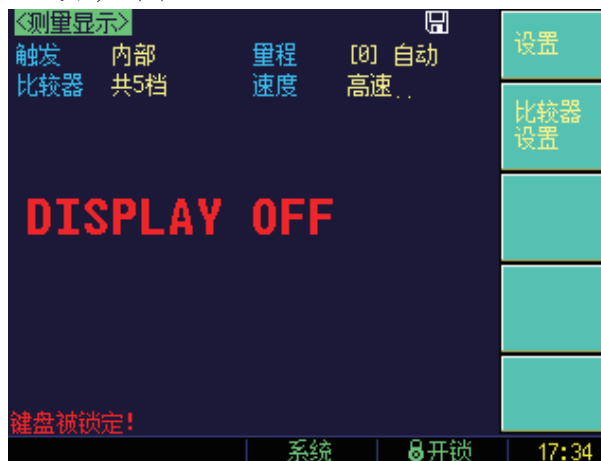 <测量显示>
触发 内部 量程 [0] 自动
比较器 共5档 速度 高速..
设置
比较器
设置
DISPLAY OFF
键盘被锁定!
系统 开锁 17:34